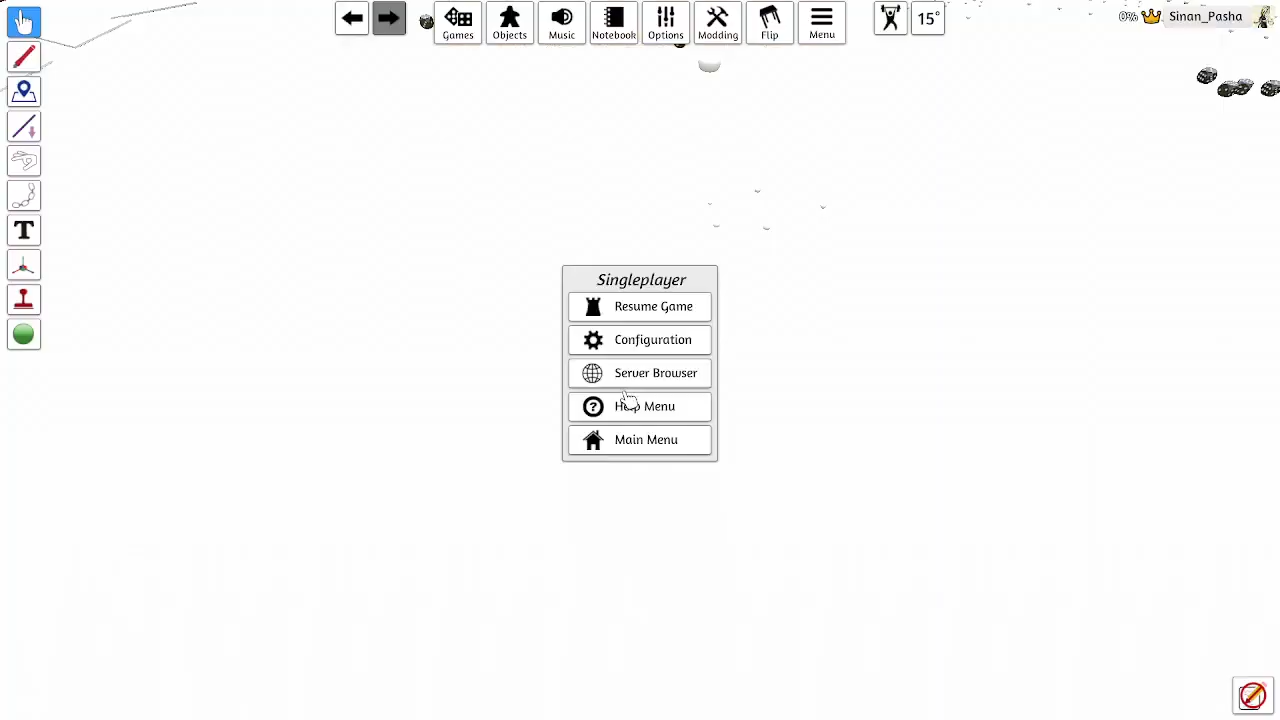 Games Objects Music Notebook Options Modding Flip Menu 15° 0% Sinan_Pasha
T
Singleplayer
Resume Game
Configuration
Server Browser
? Help Menu
Main Menu